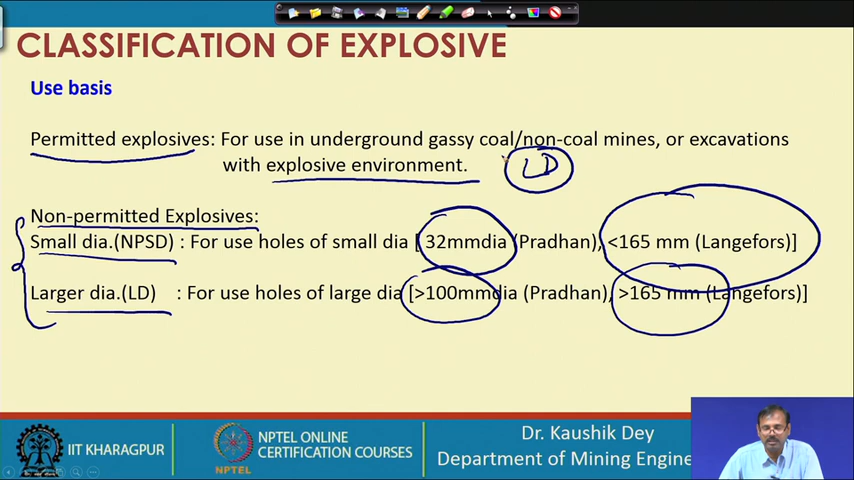 CLASSIFICATION OF EXPLOSIVE
Use basis
Permitted explosives: For use in underground gassy coal/non-coal mines, or excavations
with explosive environment.
LD
Non-permitted Explosives:
Small dia.(NPSD) : For use holes of small dia [ 32mmdia (Pradhan), <165 mm (Langefors)]
Larger dia.(LD) : For use holes of large dia [>100mmdia (Pradhan), >165 mm (Langefors)]
IIT KHARAGPUR
NPTEL
NPTEL ONLINE
CERTIFICATION COURSES
Dr. Kaushik Dey
Department of Mining Engine